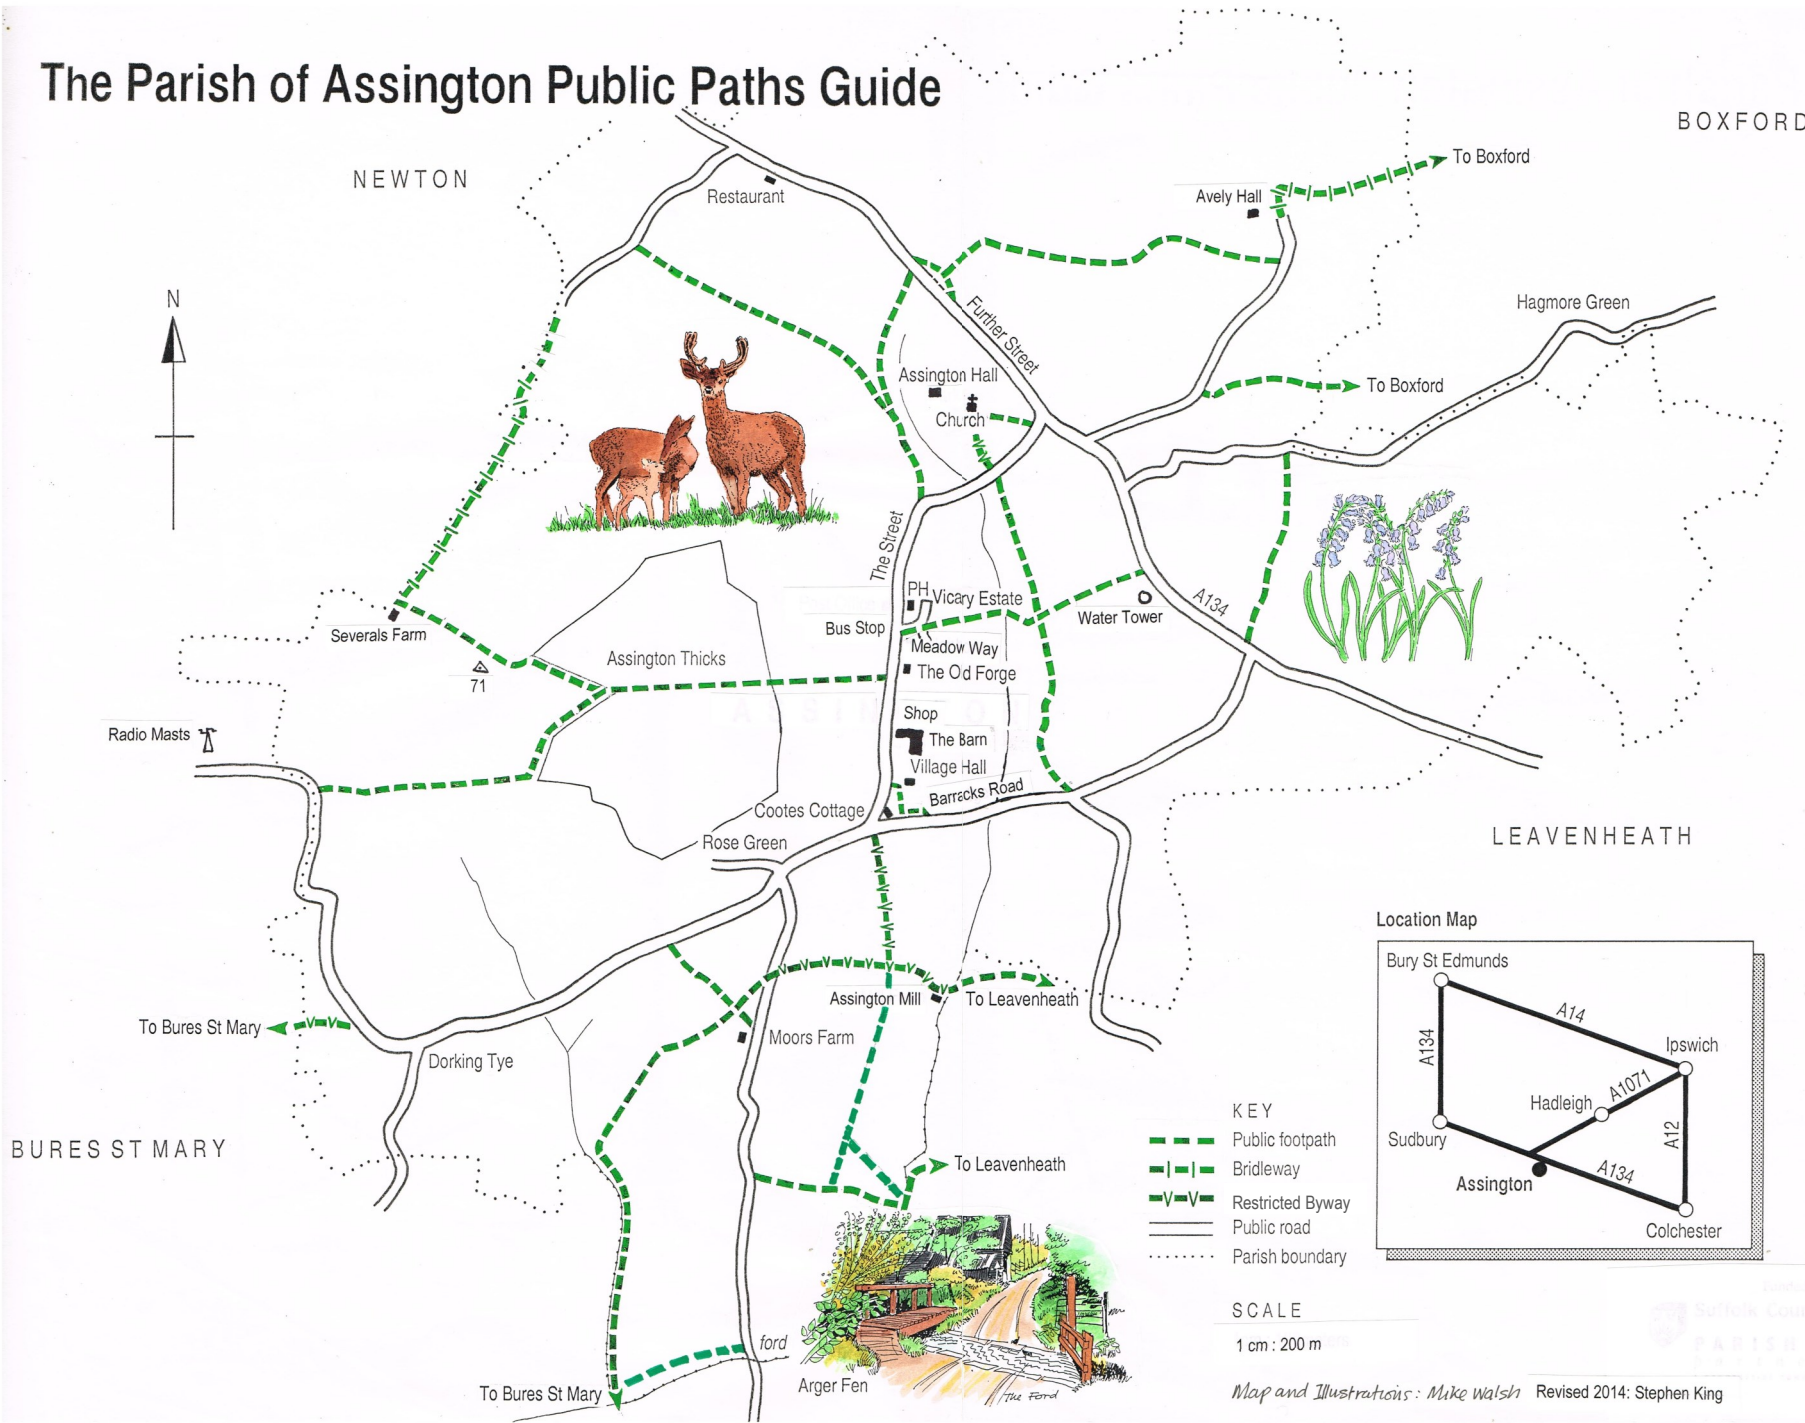 The Parish of Assington Public Paths Guide
BOXFORD
NEWTON
To Boxford
Restaurant
Avely Hall
N
Hagmore Green
Further Street
Assington Hall
To Boxford
Church
The Street
PH
Vicary Estate
A134
Water Tower
Severals Farm
Bus Stop
Meadow Way
Assington Thicks
The Old Forge
71
Shop
Radio Masts
The Barn
Village Hall
Barracks Road
Cootes Cottage
Rose Green
LEAVENHEATH
Location Map
Bury St Edmunds
A14
A134
Ipswich
A1071
Hadleigh
A12
Sudbury
A134
Assington
Colchester
Assington Mill
To Leavenheath
To Bures St Mary
Moors Farm
Dorking Tye
BURES ST MARY
To Leavenheath
KEY
Public footpath
Bridleway
Restricted Byway
Public road
Parish boundary
SCALE
1 cm : 200 m
ford
Arger Fen
The Ford
To Bures St Mary
Map and Illustrations : Mike Walsh
Revised 2014: Stephen King
Suffolk Cou
PARISH